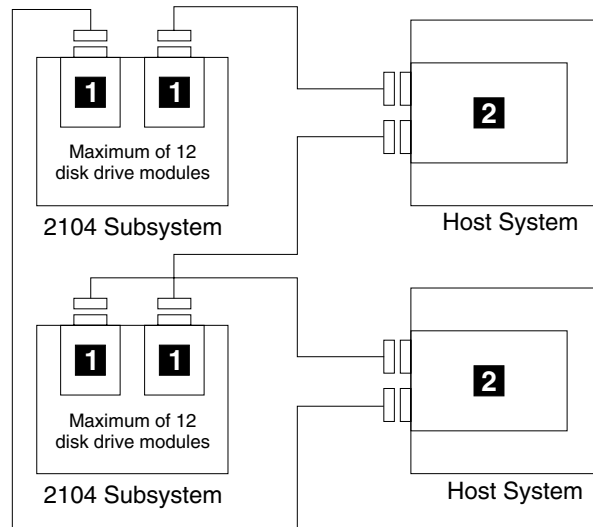 1 1
2
Maximum of 12
disk drive modules
2104 Subsystem
Host System
1 1
2
Maximum of 12
disk drive modules
2104 Subsystem
Host System